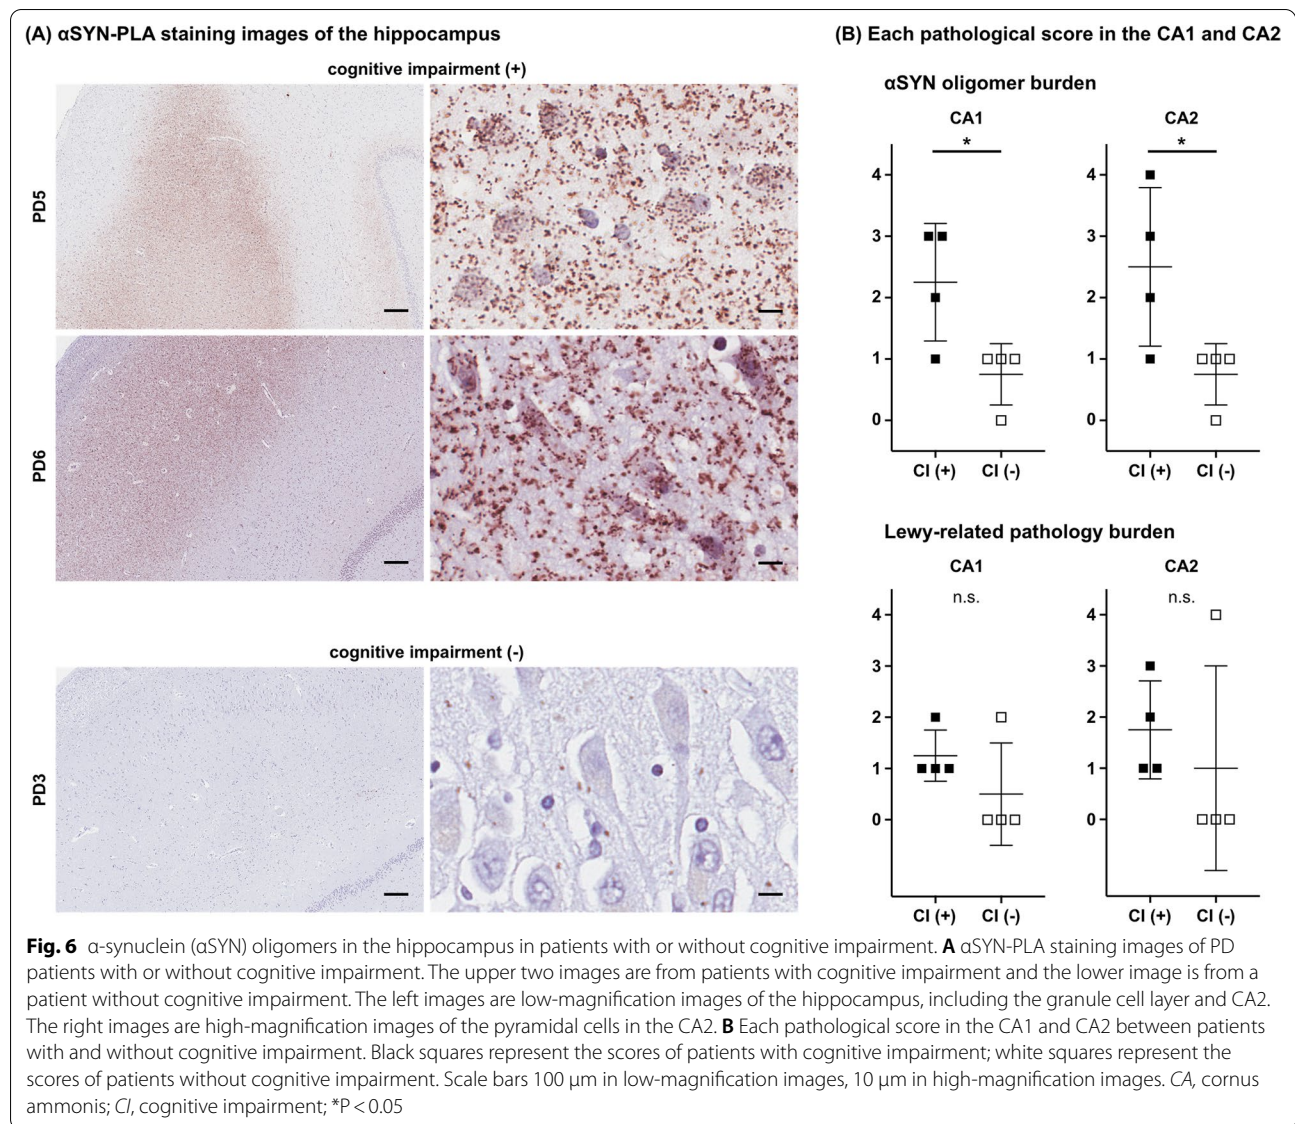 (A) αSYN-PLA staining images of the hippocampus
cognitive impairment (+)
PD5
PD6
cognitive impairment (-)
PD3
(B) Each pathological score in the CA1 and CA2
αSYN oligomer burden
CA1
*
4
3
2
1
0
CI (+) CI (-)
CA2
*
4
3
2
1
0
CI (+) CI (-)
Lewy-related pathology burden
CA1
n.s.
4
3
2
1
0
CI (+) CI (-)
CA2
n.s.
4
3
2
1
0
CI (+) CI (-)
Fig. 6 α-synuclein (αSYN) oligomers in the hippocampus in patients with or without cognitive impairment. A αSYN-PLA staining images of PD
patients with or without cognitive impairment. The upper two images are from patients with cognitive impairment and the lower image is from a
patient without cognitive impairment. The left images are low-magnification images of the hippocampus, including the granule cell layer and CA2.
The right images are high-magnification images of the pyramidal cells in the CA2. B Each pathological score in the CA1 and CA2 between patients
with and without cognitive impairment. Black squares represent the scores of patients with cognitive impairment; white squares represent the
scores of patients without cognitive impairment. Scale bars 100 μm in low-magnification images, 10 μm in high-magnification images. CA, cornus
ammonis; CI, cognitive impairment; *P < 0.05